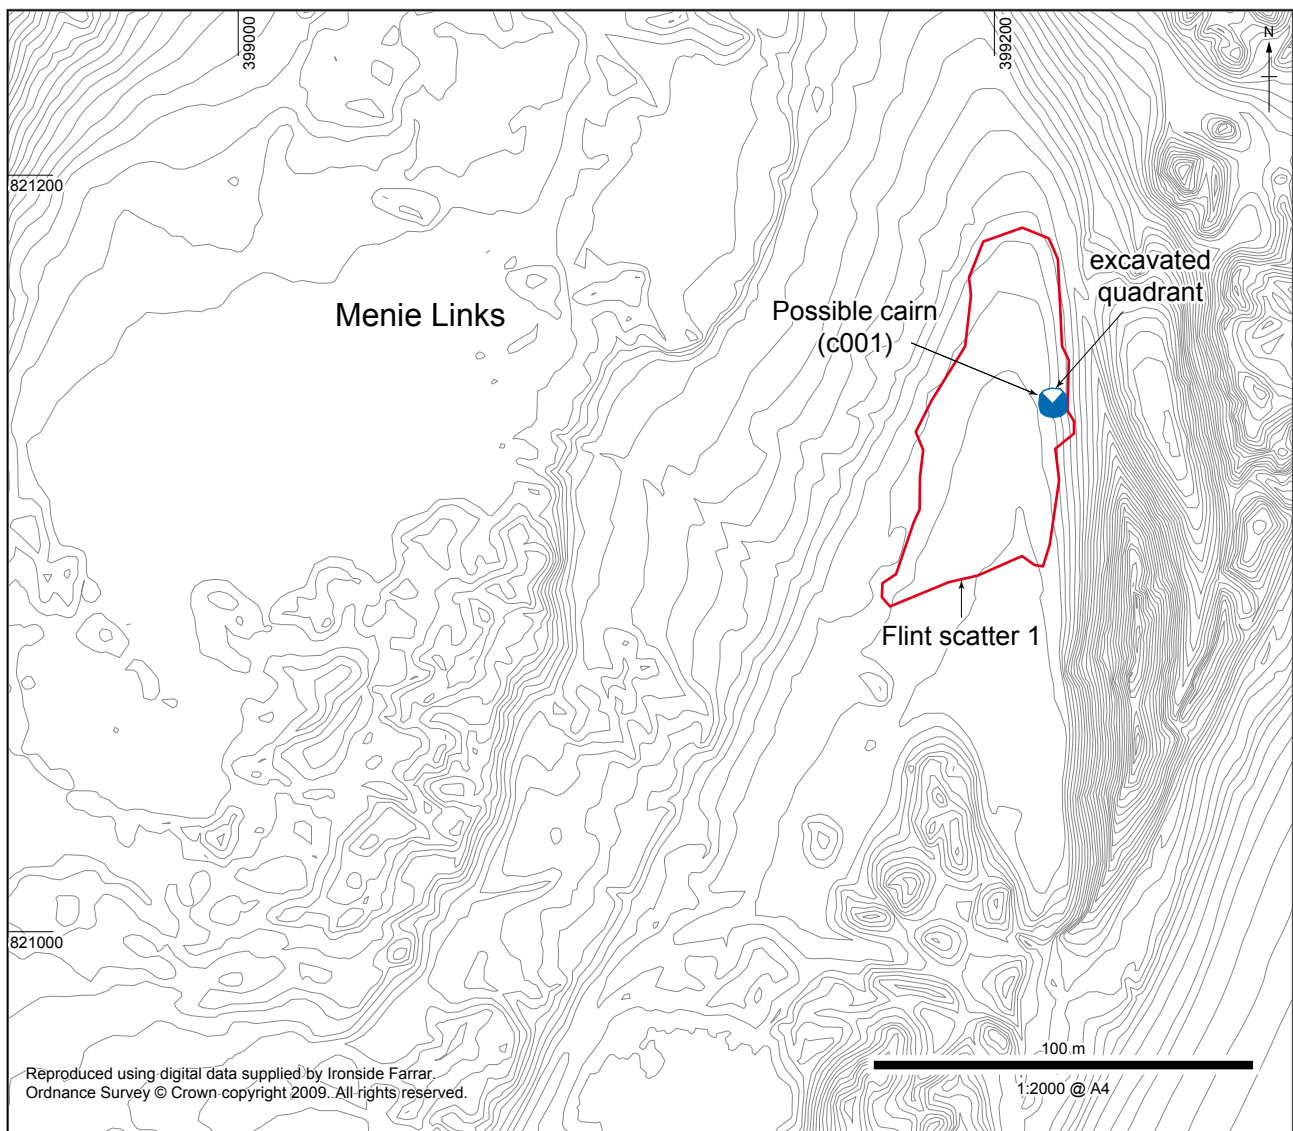 399000
399200
N
821200
excavated
quadrant
Possible cairn
(c001)
Menie Links
Flint scatter 1
821000
100 m
1:2000 @ A4
Reproduced using digital data supplied by Ironside Farrar.
Ordnance Survey © Crown copyright 2009. All rights reserved.